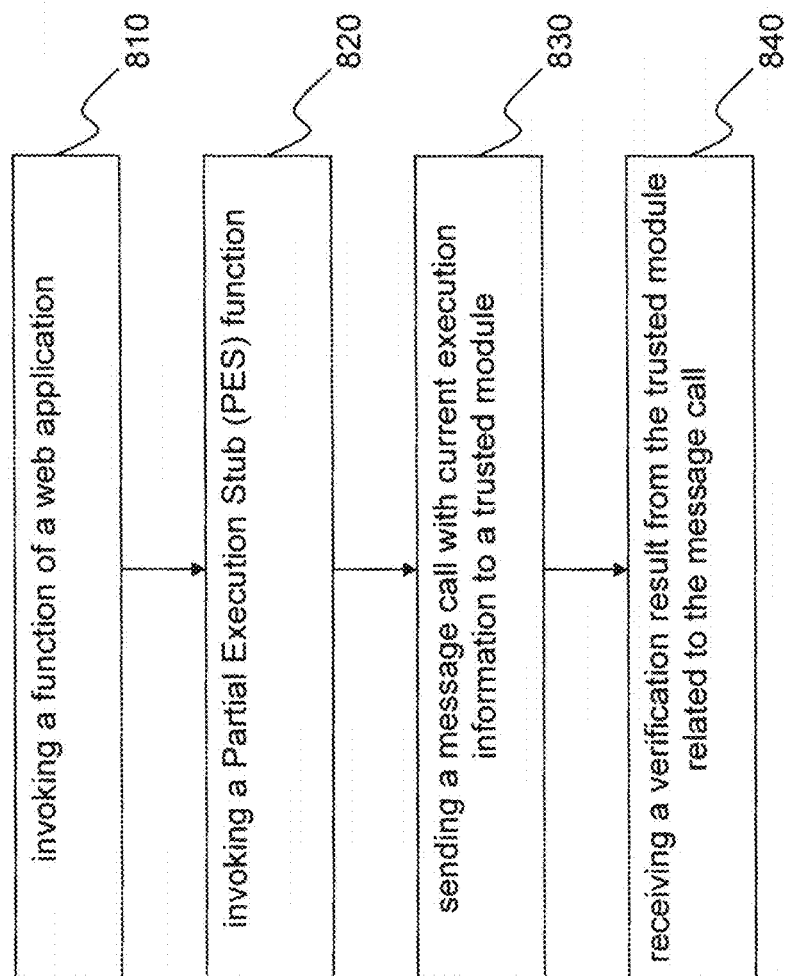 invoking a function of a web application
810
invoking a Partial Execution Stub (PES) function
820
sending a message call with current execution
information to a trusted module
830
receiving a verification result from the trusted module
related to the message call
840